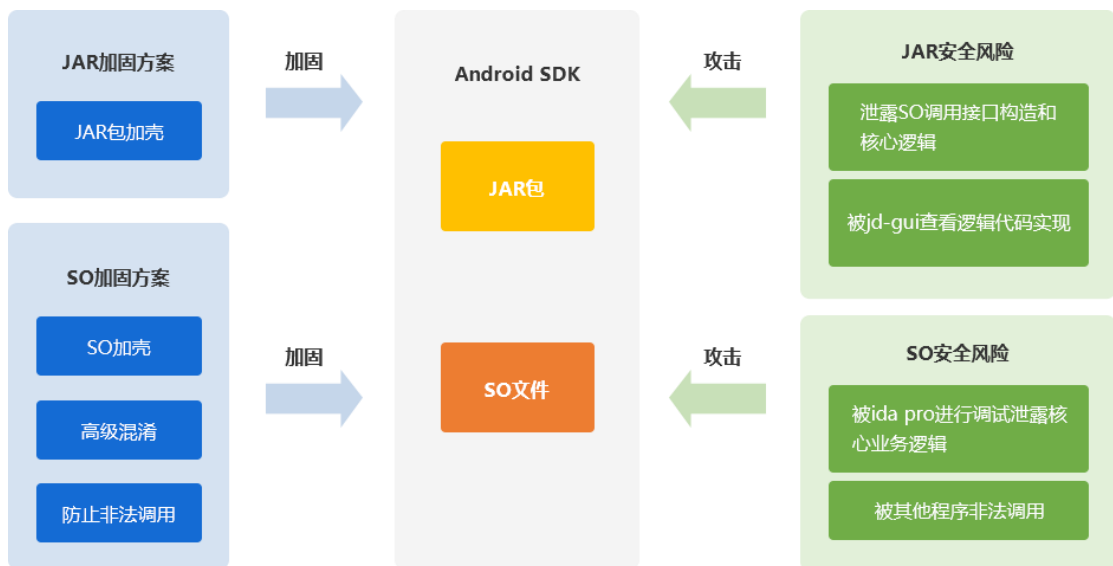 JAR加固方案
JAR包加壳
SO加固方案
SO加壳
高级混淆
防止非法调用
加固
加固
Android SDK
JAR包
SO文件
攻击
攻击
JAR安全风险
泄露SO调用接口构造和
核心逻辑
被jd-gui查看逻辑代码实现
SO安全风险
被ida pro进行调试泄露核
心业务逻辑
被其他程序非法调用